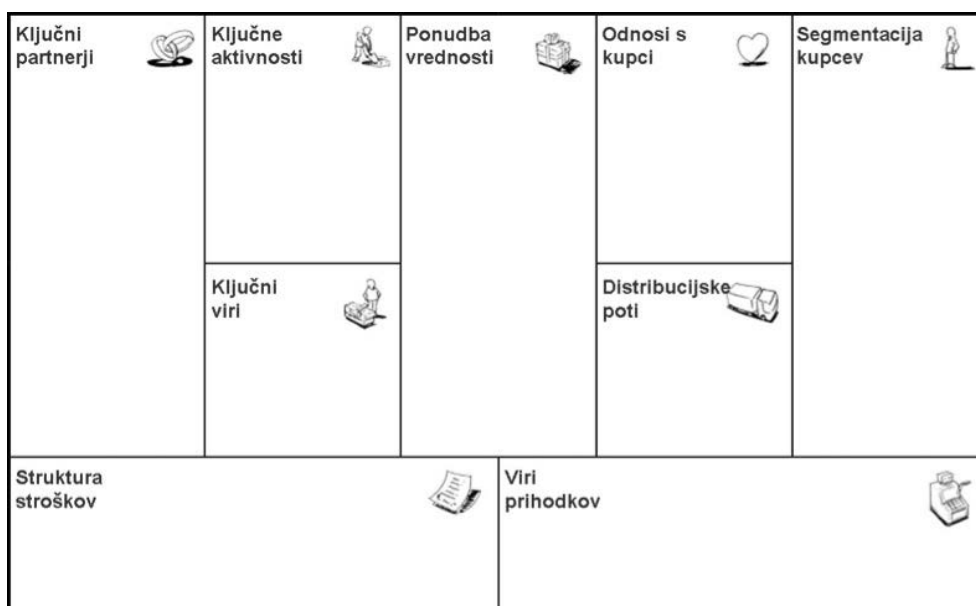 Ključni
partnerji
Ključne
aktivnosti
Ponudba
vrednosti
Odnosi s
kupci
Segmentacija
kupcev
Ključni
viri
Distribucijske
poti
Struktura
stroškov
Viri
prihodkov